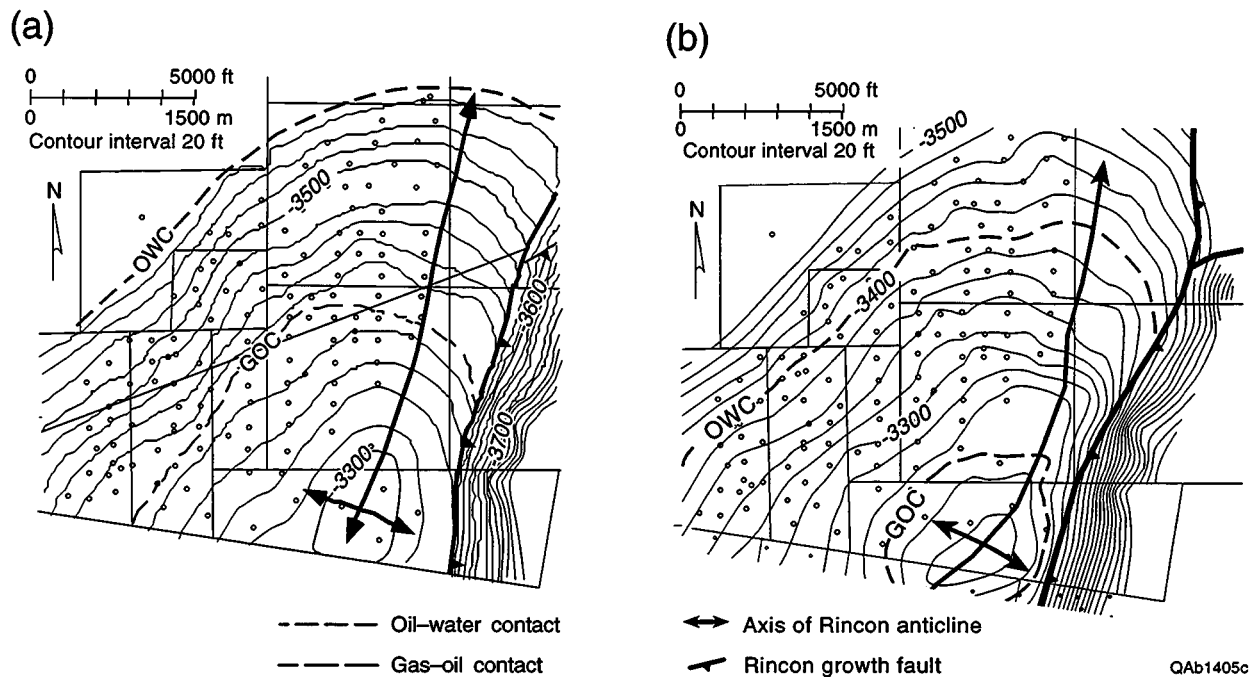 (a)
0 5000 ft
0 1500 m
Contour interval 20 ft
N
OWC
-3500
GOC
-3600
-3700
-3300
(b)
0 5000 ft
0 1500 m
Contour interval 20 ft
N
-3500
-3400
OWC
-3300
GOC
Oil–water contact
Gas–oil contact
Axis of Rincon anticline
Rincon growth fault
QAb1405c